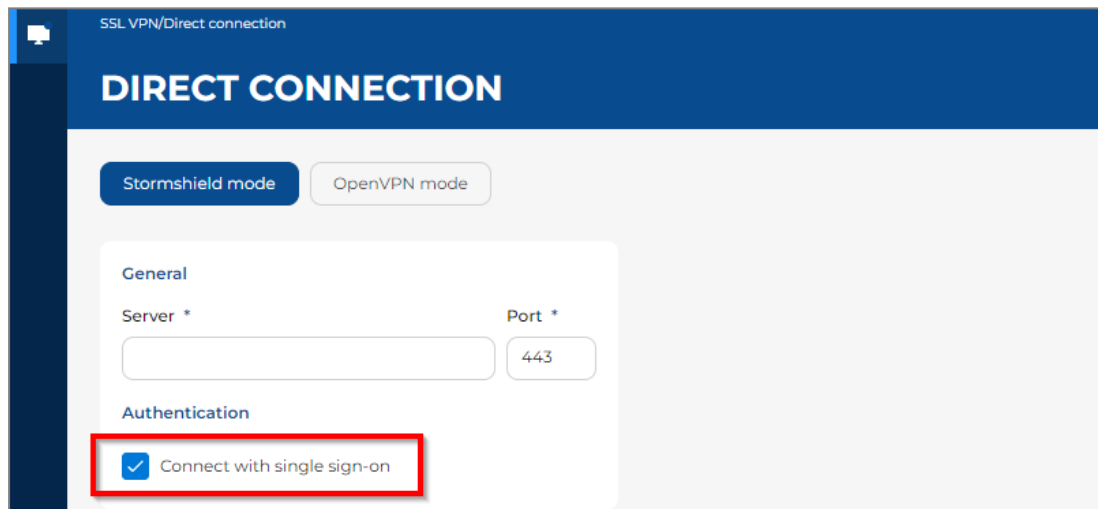 SSL VPN/Direct connection
DIRECT CONNECTION
Stormshield mode OpenVPN mode
General
Server * Port *
443
Authentication
Connect with single sign-on